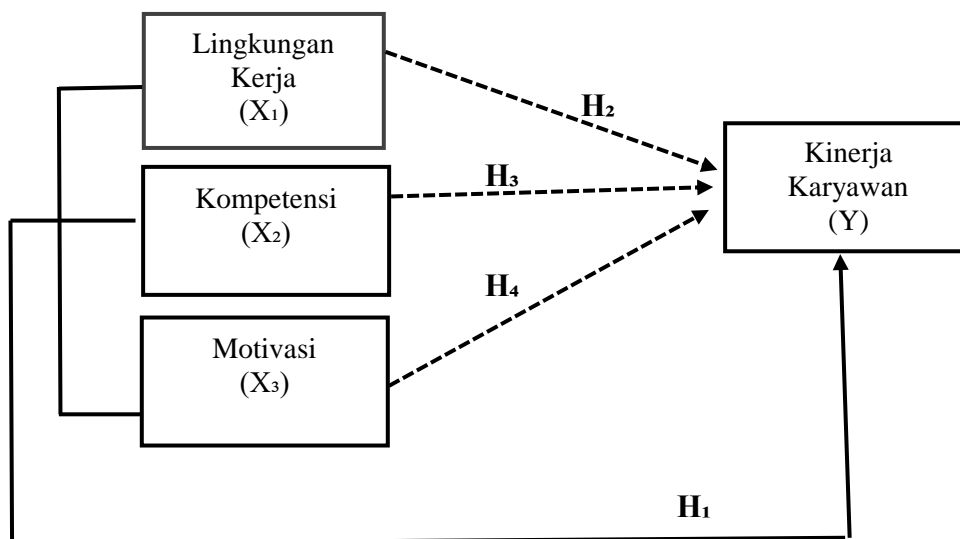 Lingkungan
Kerja
(X₁)
H₂
Kinerja
Karyawan
(Y)
Kompetensi
(X₂)
H₃
H₄
Motivasi
(X₃)
H₁